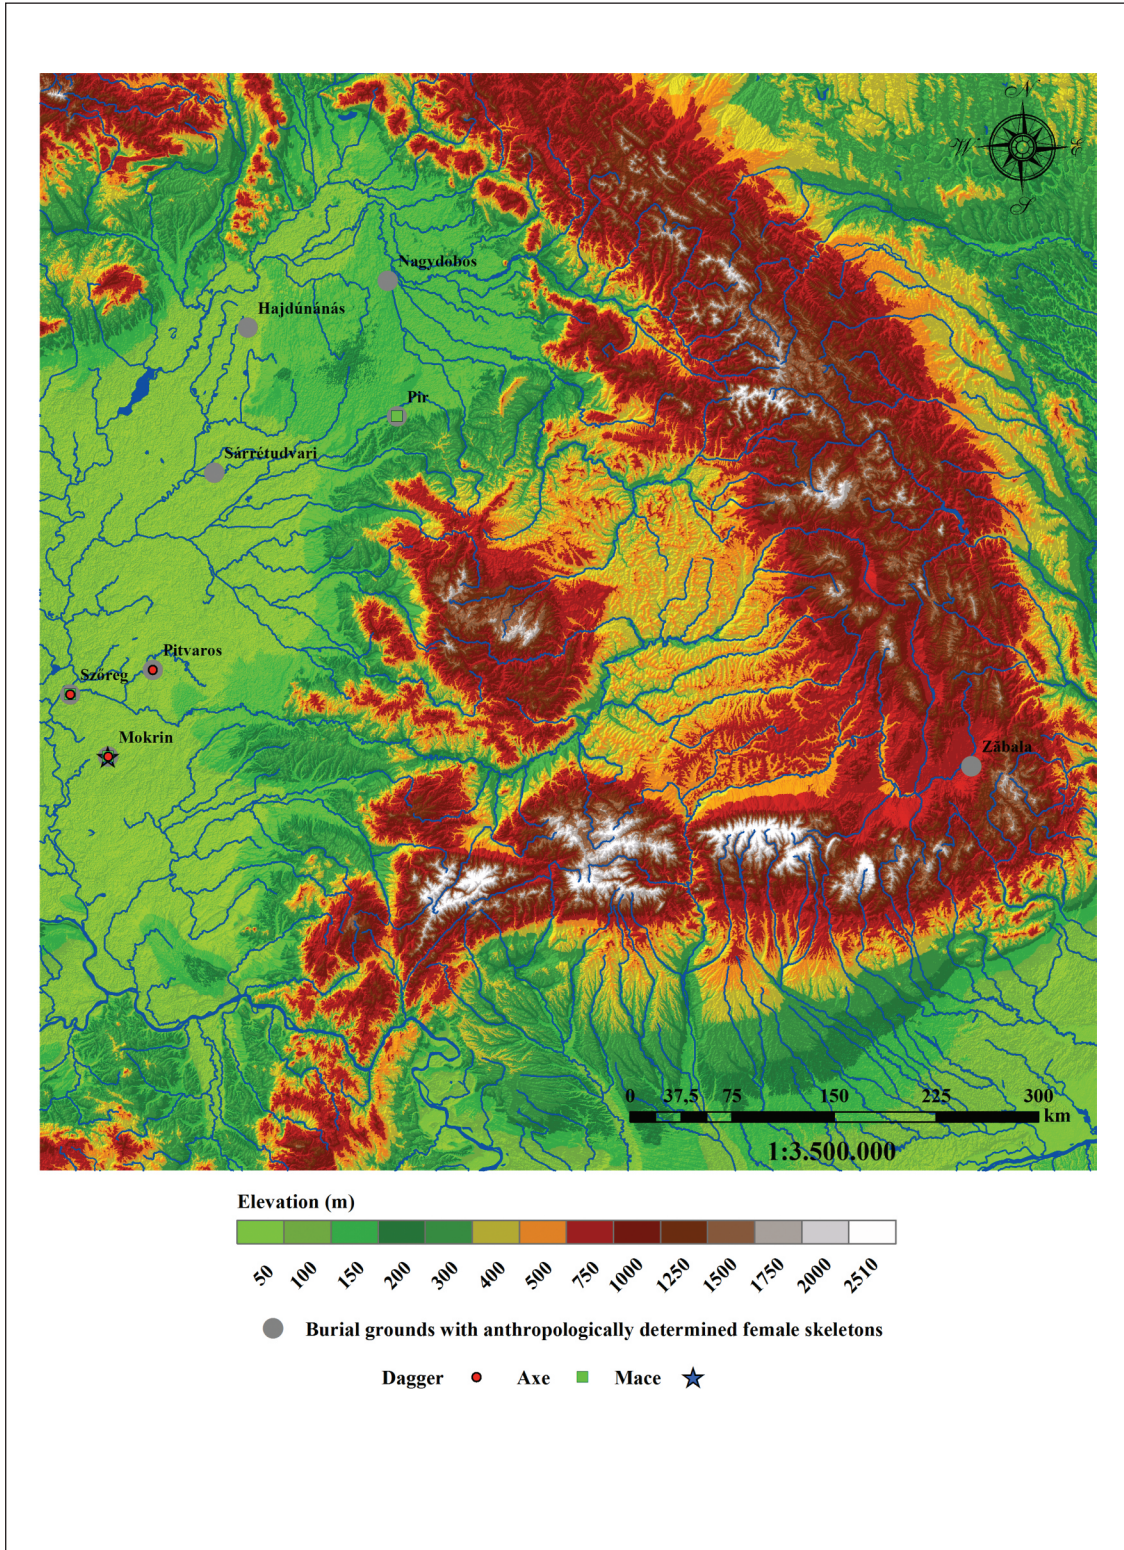 N
W E
S
Nagydobos
Hajdúnánás
Pir
Sárrétudvari
Pitvaros
Szőreg
Mokrin
Zăbala
0 37,5 75 150 225 300
km
1:3.500.000
Elevation (m)
50 100 150 200 300 400 500 750 1000 1250 1500 1750 2000 2510
Burial grounds with anthropologically determined female skeletons
Dagger Axe Mace